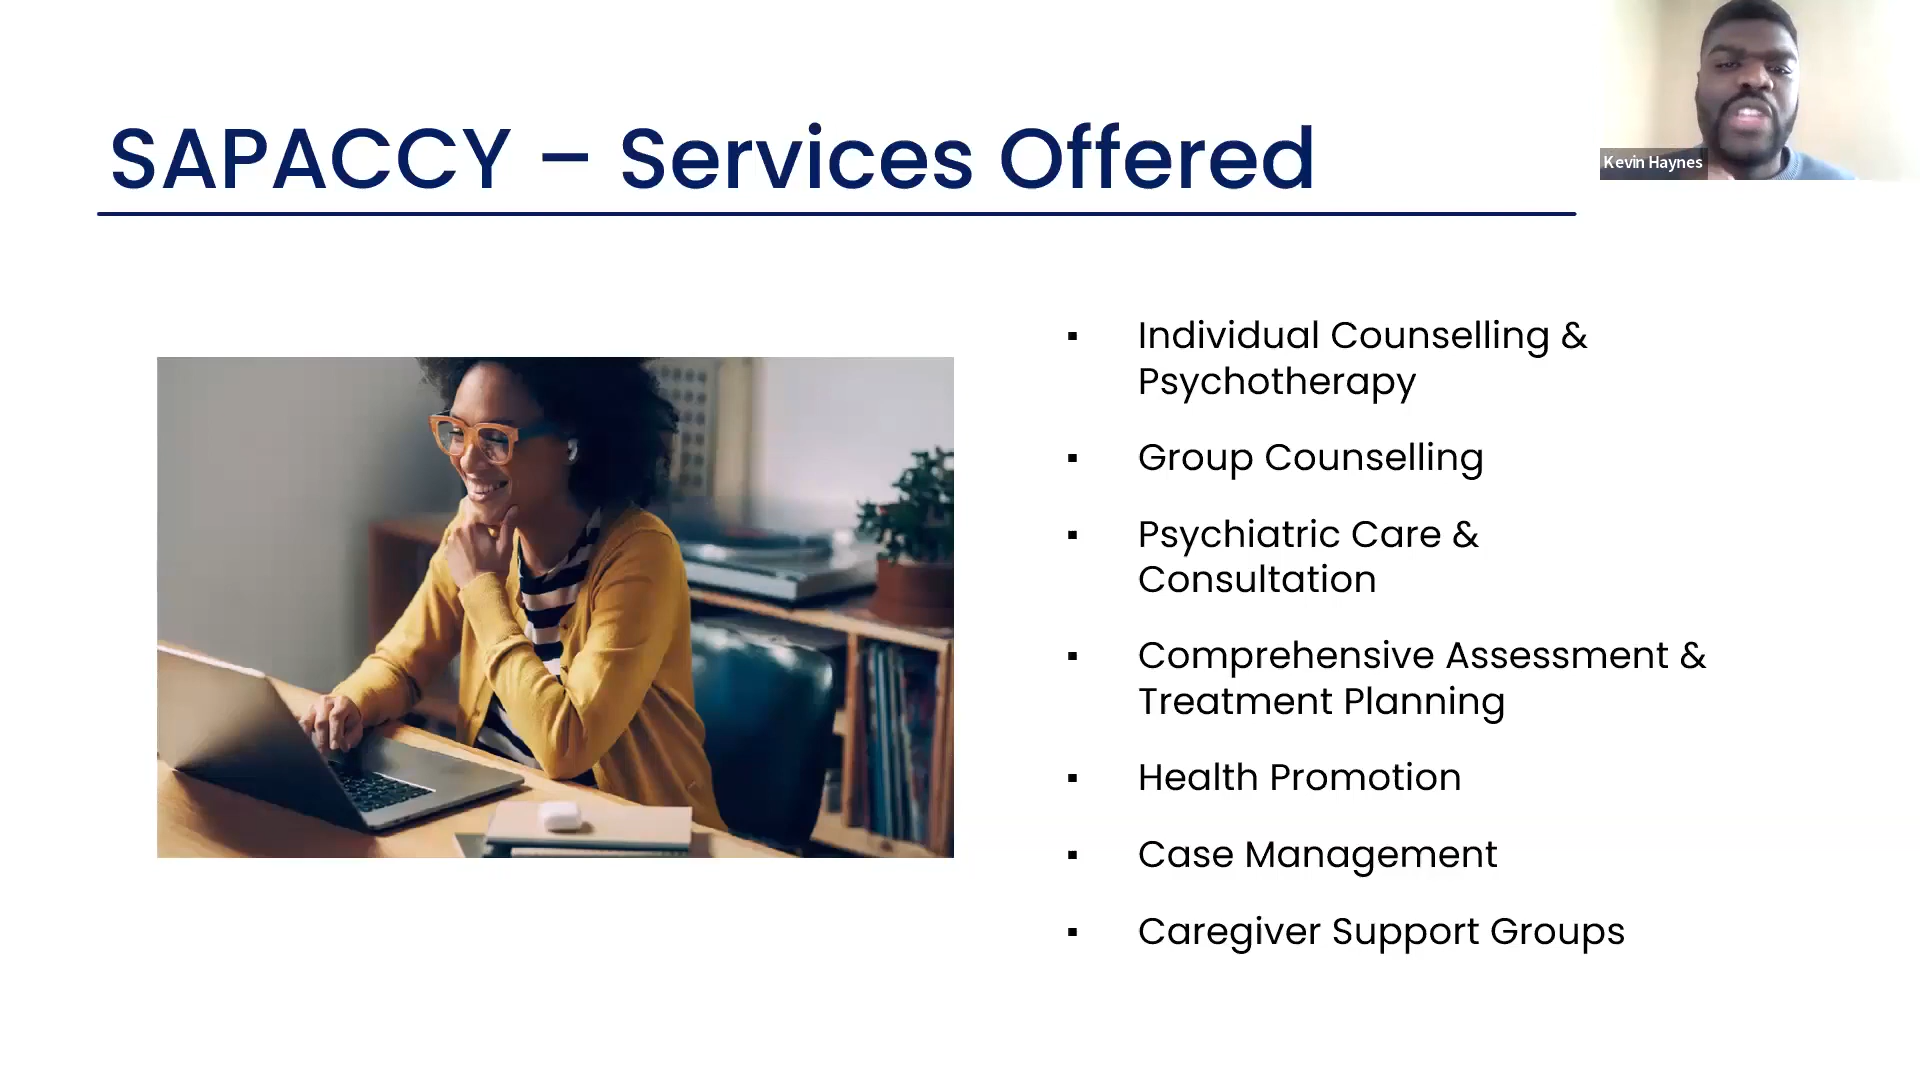 SAPACCY – Services Offered
Kevin Haynes
▪ Individual Counselling &
Psychotherapy
▪ Group Counselling
▪ Psychiatric Care &
Consultation
▪ Comprehensive Assessment &
Treatment Planning
▪ Health Promotion
▪ Case Management
▪ Caregiver Support Groups